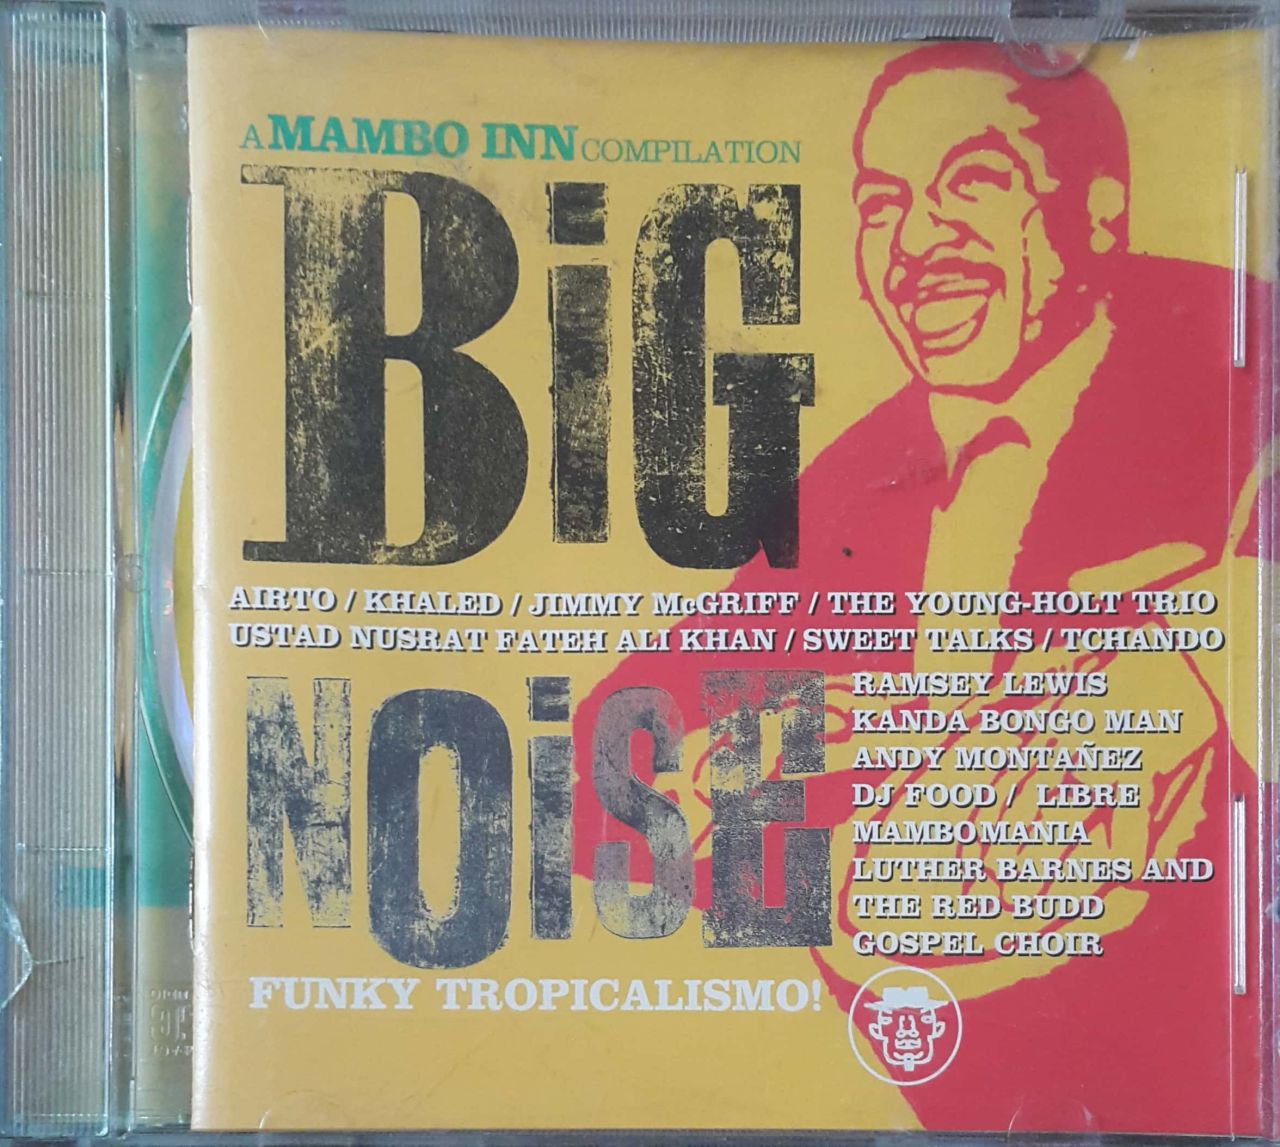 A MAMBO INN COMPILATION
BiG
AIRTO / KHALED / JIMMY McGRIFF / THE YOUNG-HOLT TRIO
USTAD NUSRAT FATEH ALI KHAN / SWEET TALKS / TCHANDO
NOiSE
RAMSEY LEWIS
KANDA BONGO MAN
ANDY MONTAÑEZ
DJ FOOD / LIBRE
MAMBOMANIA
LUTHER BARNES AND
THE RED BUDD
GOSPEL CHOIR
FUNKY TROPICALISMO!